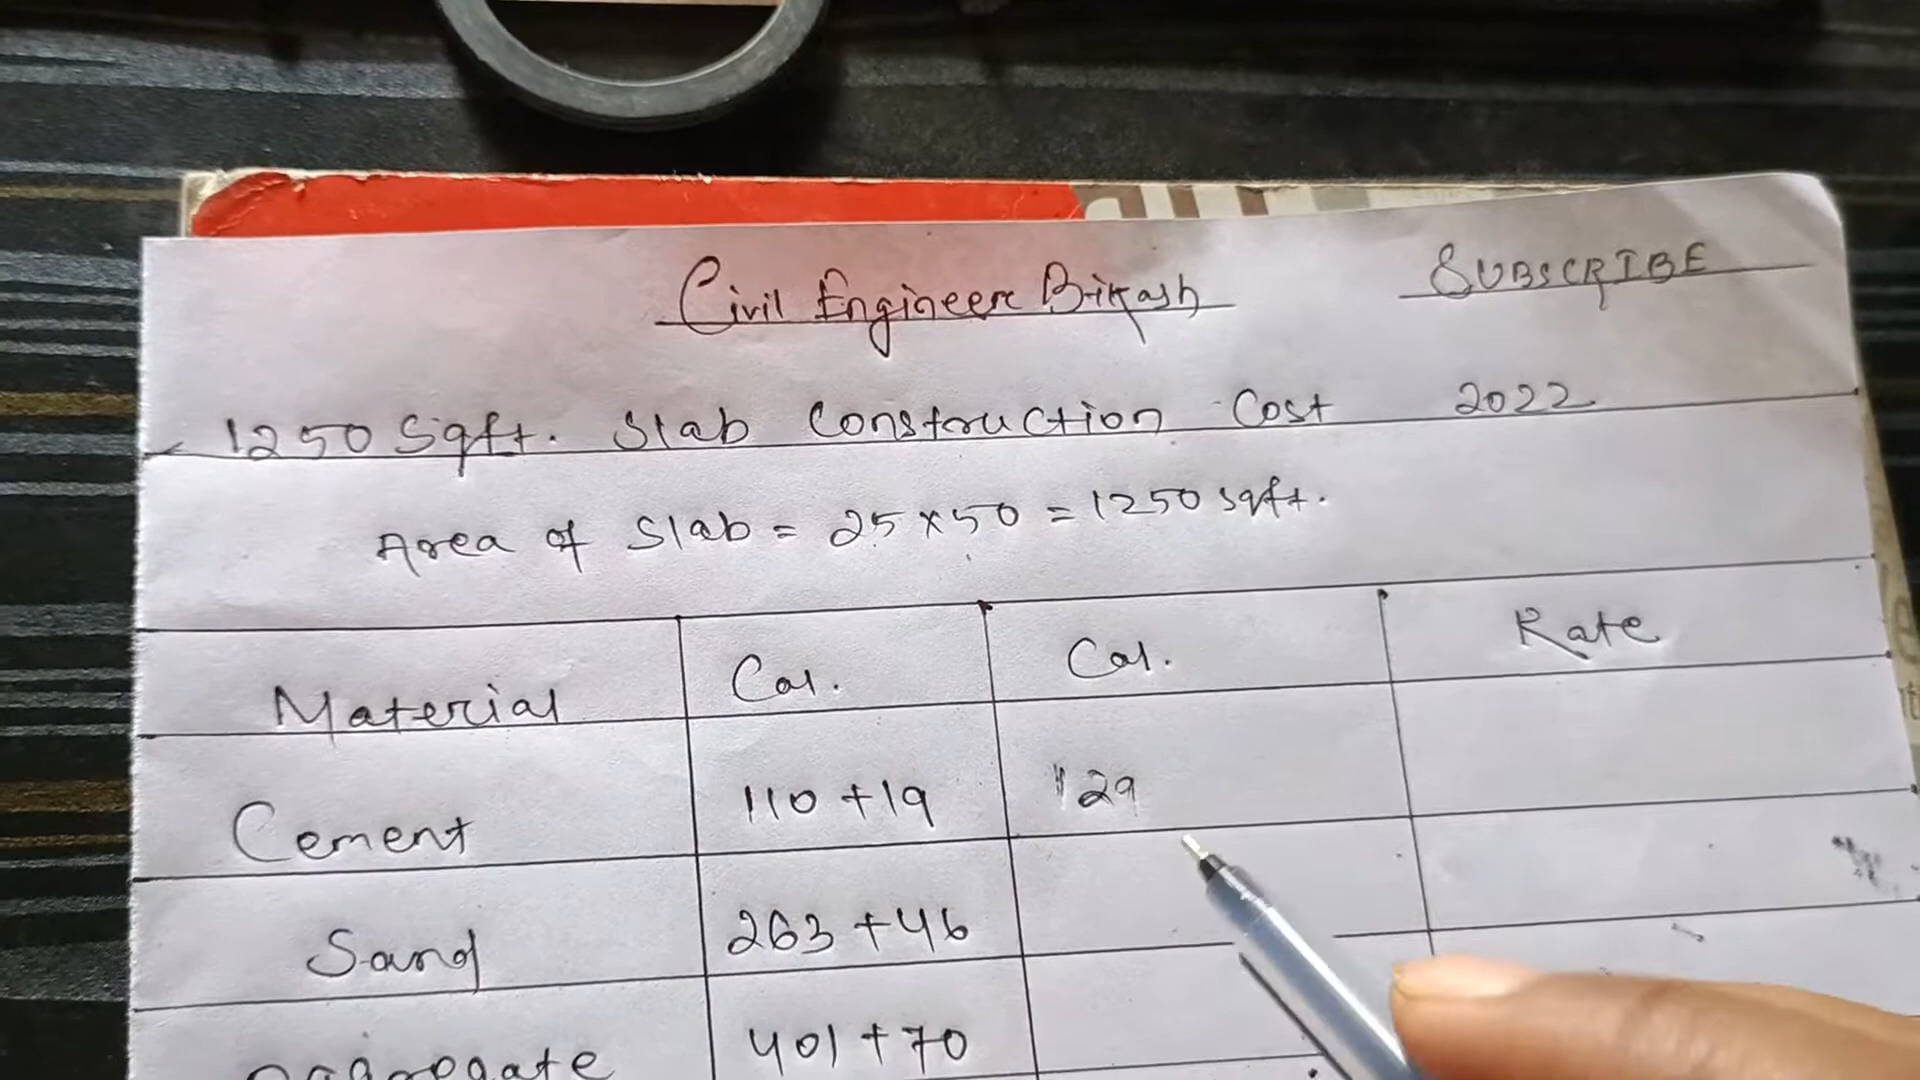 Civil Engineer Bikash
SUBSCRIBE
1250 Sqft. Slab Construction Cost 2022
Area of Slab = 25 × 50 = 1250 sqft.
Material Cal. Cal. Rate
Cement 110 + 19 129
Sand 263 + 46
aggregate 401 + 70